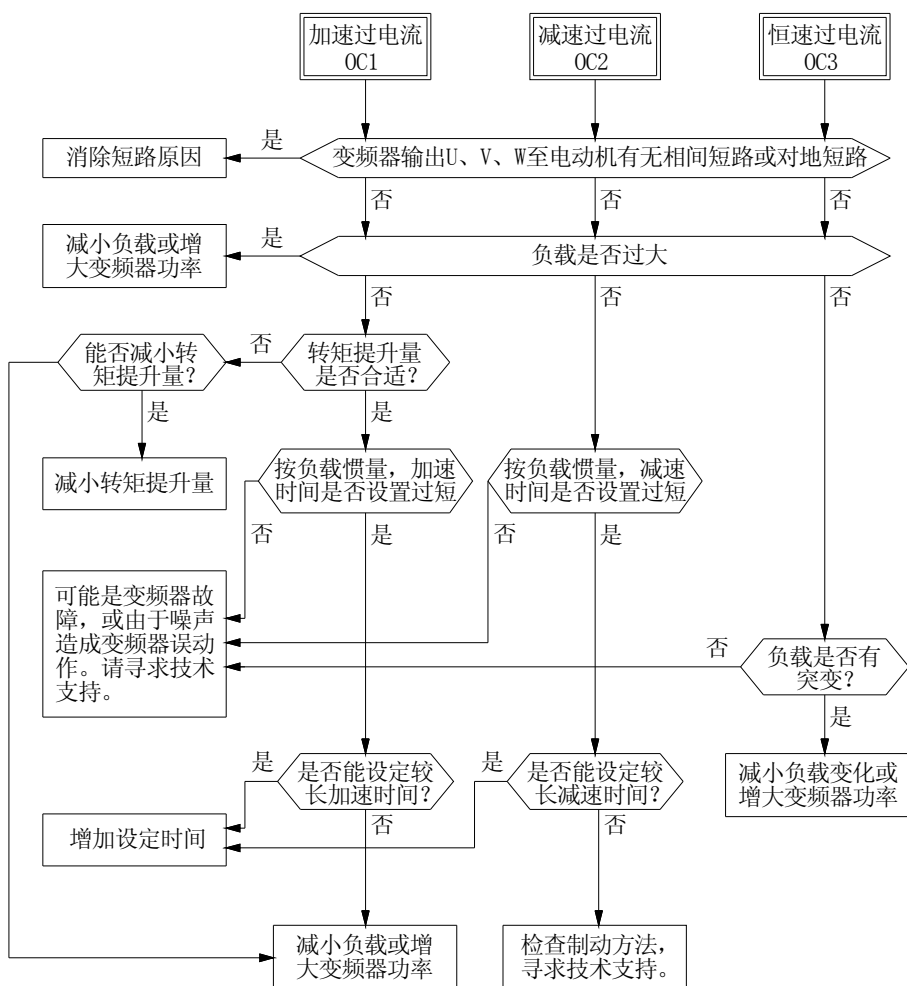 加速过电流
OC1
减速过电流
OC2
恒速过电流
OC3
是
消除短路原因
变频器输出U、V、W至电动机有无相间短路或对地短路
否
否
否
减小负载或增
大变频器功率
是
负载是否过大
否
否
否
能否减小转
矩提升量?
否
转矩提升量
是否合适?
是
是
减小转矩提升量
按负载惯量,加速
时间是否设置过短
按负载惯量,减速
时间是否设置过短
否
是
否
是
可能是变频器故
障,或由于噪声
造成变频器误动
作。请寻求技术
支持。
否
负载是否有
突变?
是
是
是否能设定较
长加速时间?
是
是否能设定较
长减速时间?
减小负载变化或
增大变频器功率
增加设定时间
否
否
减小负载或增
大变频器功率
检查制动方法,
寻求技术支持。